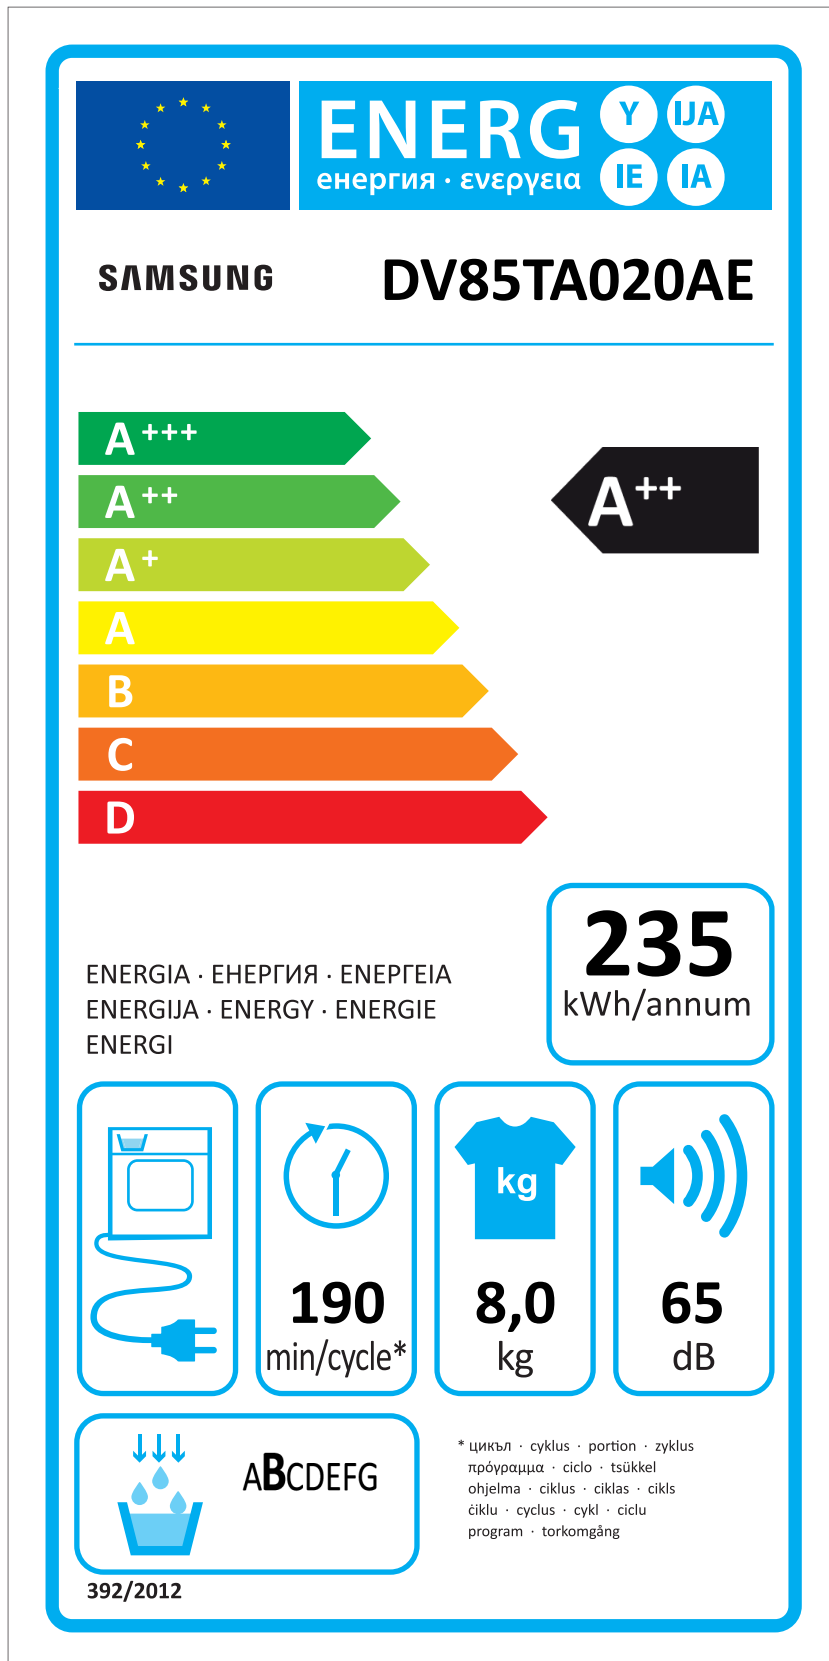 ENERG Y IJA
енергия · ενεργεια IE IA
SAMSUNG DV85TA020AE
A+++
A++
A++
A+
A
B
C
D
235
kWh/annum
ENERGIA · ЕНЕРГИЯ · ΕΝΕΡΓΕΙΑ
ENERGIJA · ENERGY · ENERGIE
ENERGI
kg
190
min/cycle*
8,0
kg
65
dB
ABCDEFG
* цикъл · cyklus · portion · zyklus
πρόγραμμα · ciclo · tsükkel
ohjelma · ciklus · ciklas · cikls
ċiklu · cyclus · cykl · ciclu
program · torkomgång
392/2012